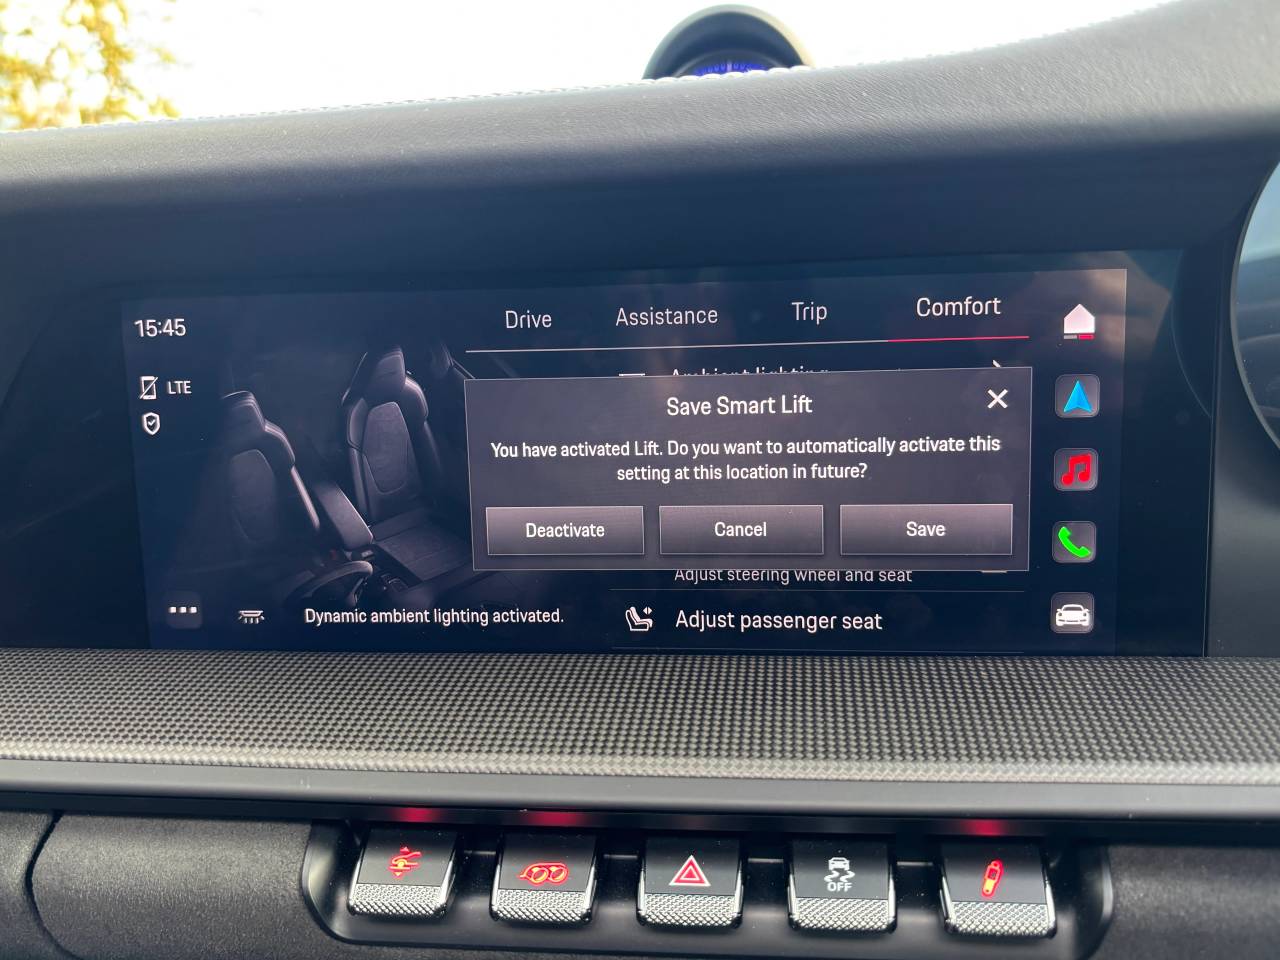 15:45
LTE
Drive Assistance Trip Comfort
Ambient lighting
Save Smart Lift
You have activated Lift. Do you want to automatically activate this
setting at this location in future?
Deactivate Cancel Save
Adjust steering wheel and seat
Dynamic ambient lighting activated.
Adjust passenger seat
OFF